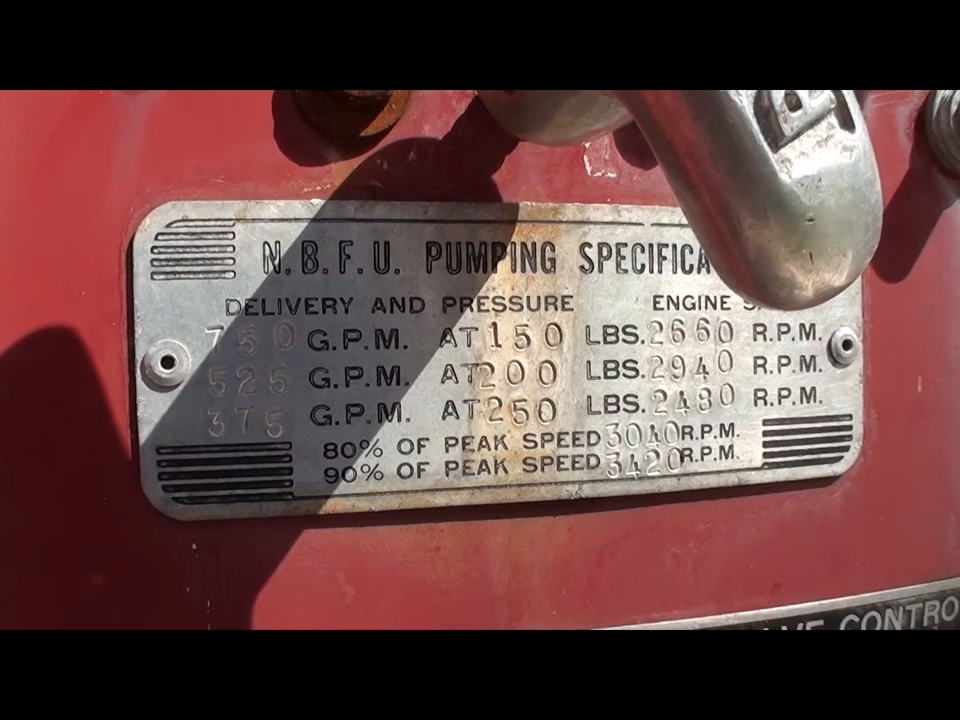 N.B.F.U. PUMPING SPECIFICA
DELIVERY AND PRESSURE ENGINE S
750 G.P.M. AT 150 LBS. 2660 R.P.M.
525 G.P.M. AT 200 LBS. 2940 R.P.M.
375 G.P.M. AT 250 LBS. 2480 R.P.M.
80% OF PEAK SPEED 3040 R.P.M.
90% OF PEAK SPEED 3420 R.P.M.
CONTRO